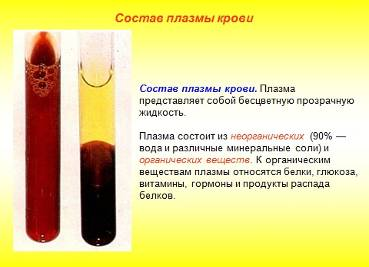 Состав плазмы крови
Состав плазмы крови. Плазма
представляет собой бесцветную прозрачную
жидкость.
Плазма состоит из неорганических (90% —
вода и различные минеральные соли) и
органических веществ. К органическим
веществам плазмы относятся белки, глюкоза,
витамины, гормоны и продукты распада
белков.